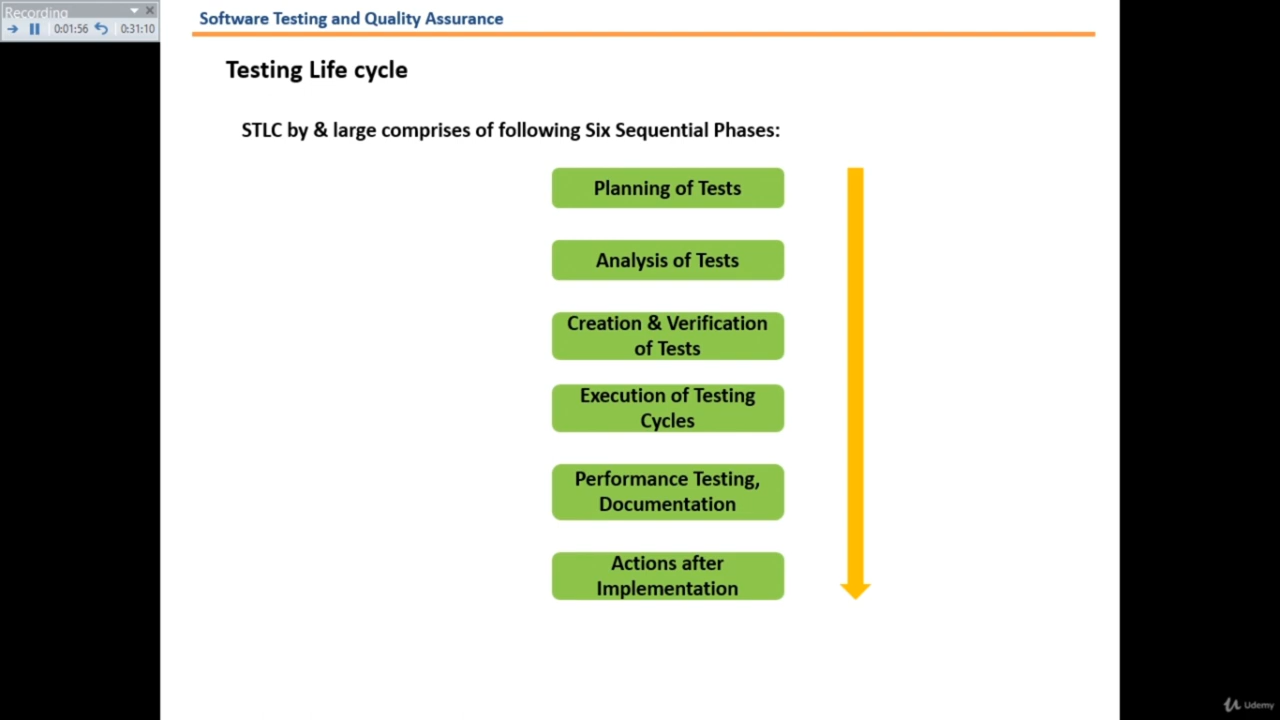 Recording
0:01:56
0:31:10
Software Testing and Quality Assurance
Testing Life cycle
STLC by & large comprises of following Six Sequential Phases:
Planning of Tests
Analysis of Tests
Creation & Verification
of Tests
Execution of Testing
Cycles
Performance Testing,
Documentation
Actions after
Implementation
Udemy